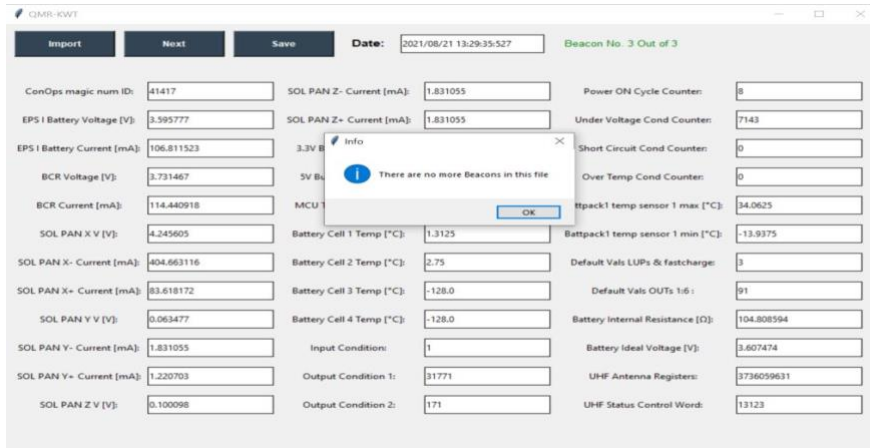 QMR-KWT
Import Next Save Date: 2021/08/21 13:29:35:527 Beacon No. 3 Out of 3
ConOps magic num ID: 41417 SOL PAN Z- Current [mA]: 1.831055 Power ON Cycle Counter: 8
EPS I Battery Voltage [V]: 3.595777 SOL PAN Z+ Current [mA]: 1.831055 Under Voltage Cond Counter: 7143
Info
EPS I Battery Current [mA]: 106.811523 3.3V B Short Circuit Cond Counter: 0
BCR Voltage [V]: 3.731467 5V Bu There are no more Beacons in this file Over Temp Cond Counter: 0
BCR Current [mA]: 114.440918 MCU T OK ttpack1 temp sensor 1 max [°C]: 34.0625
SOL PAN X V [V]: 4.245605 Battery Cell 1 Temp [°C]: 1.3125 Battpack1 temp sensor 1 min [°C]: -13.9375
SOL PAN X- Current [mA]: 404.663116 Battery Cell 2 Temp [°C]: 2.75 Default Vals LUPs & fastcharge: 3
SOL PAN X+ Current [mA]: 83.618172 Battery Cell 3 Temp [°C]: -128.0 Default Vals OUTs 1:6 : 91
SOL PAN Y V [V]: 0.063477 Battery Cell 4 Temp [°C]: -128.0 Battery Internal Resistance [Ω]: 104.808594
SOL PAN Y- Current [mA]: 1.831055 Input Condition: 1 Battery Ideal Voltage [V]: 3.607474
SOL PAN Y+ Current [mA]: 1.220703 Output Condition 1: 31771 UHF Antenna Registers: 3736059631
SOL PAN Z V [V]: 0.100098 Output Condition 2: 171 UHF Status Control Word: 13123